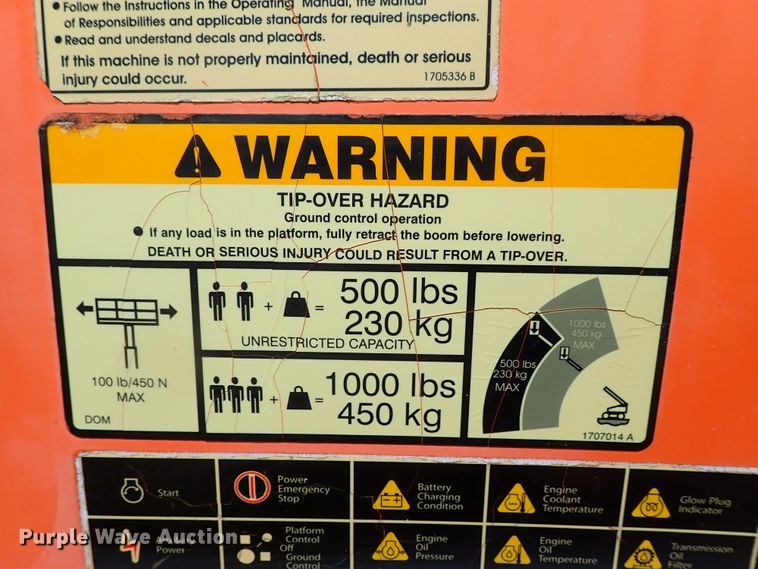 • Follow the Instructions in the Operating Manual, the Manual
of Responsibilities and applicable standards for required inspections.
• Read and understand decals and placards.
If this machine is not properly maintained, death or serious
injury could occur.
1705336 B
WARNING
TIP-OVER HAZARD
Ground control operation
• If any load is in the platform, fully retract the boom before lowering.
DEATH OR SERIOUS INJURY COULD RESULT FROM A TIP-OVER.
100 lb/450 N
MAX
DOM
+ = 500 lbs
230 kg
UNRESTRICTED CAPACITY
+ = 1000 lbs
450 kg
1000 lbs
450 kg
MAX
500 lbs
230 kg
MAX
1707014 A
Start
Power
Emergency
Stop
Battery
Charging
Condition
Engine
Coolant
Temperature
Glow Plug
Indicator
Power
Platform
Control
Off
Ground
Control
Engine
Oil
Pressure
Engine
Oil
Temperature
Transmission
Oil
Filter
Purple Wave Auction